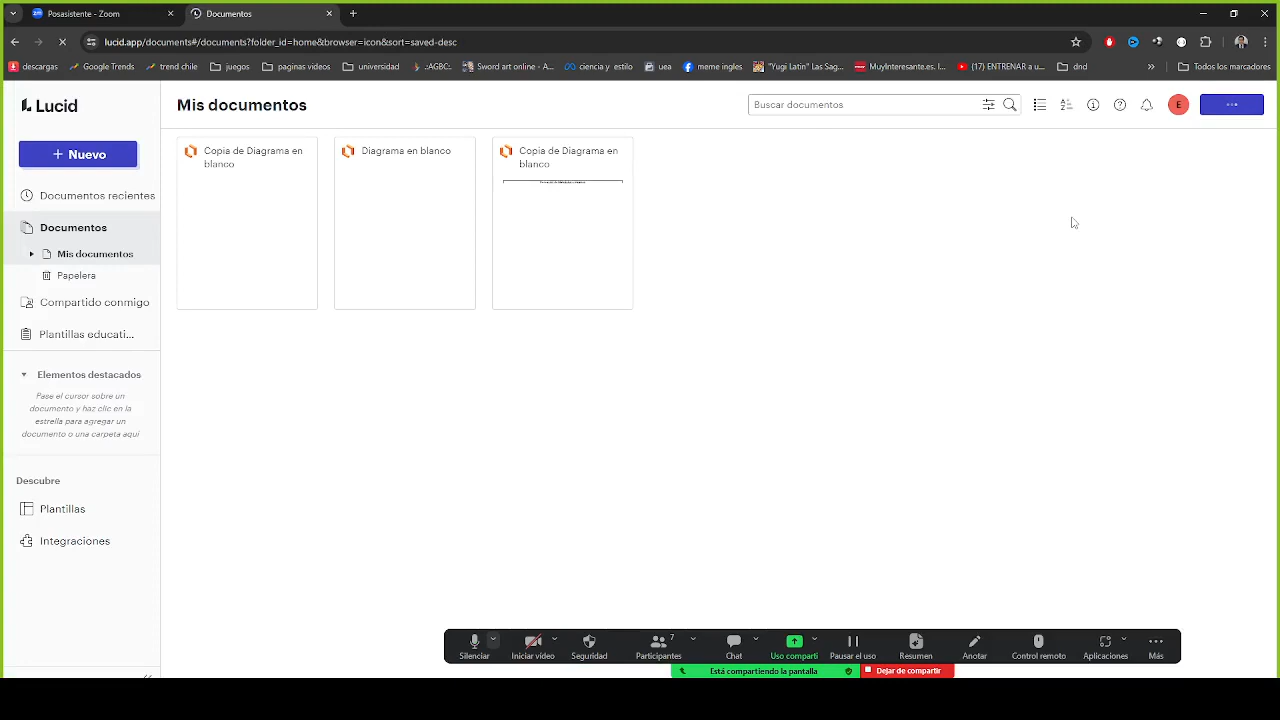 Posasistente - Zoom
Documentos
lucid.app/documents#/documents?folder_id=home&browser=icon&sort=saved-desc
descargas
Google Trends
trend chile
juegos
paginas videos
universidad
.:AGBC:.
Sword art online - A...
ciencia y estilo
uea
meme ingles
"Yugi Latin" Las Sag...
MuyInteresante.es. l...
(17) ENTRENAR a u...
dnd
Todos los marcadores
Lucid
Mis documentos
Buscar documentos
E
+ Nuevo
Documentos recientes
Documentos
Mis documentos
Papelera
Compartido conmigo
Plantillas educati...
Elementos destacados
Pase el cursor sobre un
documento y haz clic en la
estrella para agregar un
documento o una carpeta aquí
Descubre
Plantillas
Integraciones
Copia de Diagrama en
blanco
Diagrama en blanco
Copia de Diagrama en
blanco
Silenciar
Iniciar vídeo
Seguridad
Participantes
7
Chat
Uso comparti
Pausar el uso
Resumen
Anotar
Control remoto
Aplicaciones
Más
Está compartiendo la pantalla
Dejar de compartir